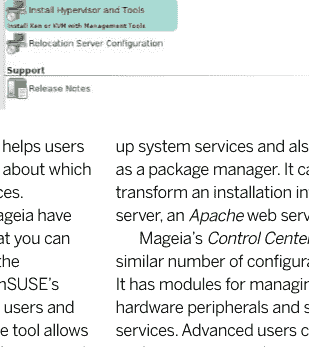 Install Hypervisor and Tools
Install Xen or KVM with Management Tools
Relocation Server Configuration
Support
Release Notes
helps users
about which
ces.
ageia have
at you can
the
nSUSE's
users and
e tool allows
up system services and als
as a package manager. It ca
transform an installation in
server, an Apache web serv
Mageia's Control Center
similar number of configura
It has modules for managin
hardware peripherals and s
services. Advanced users c